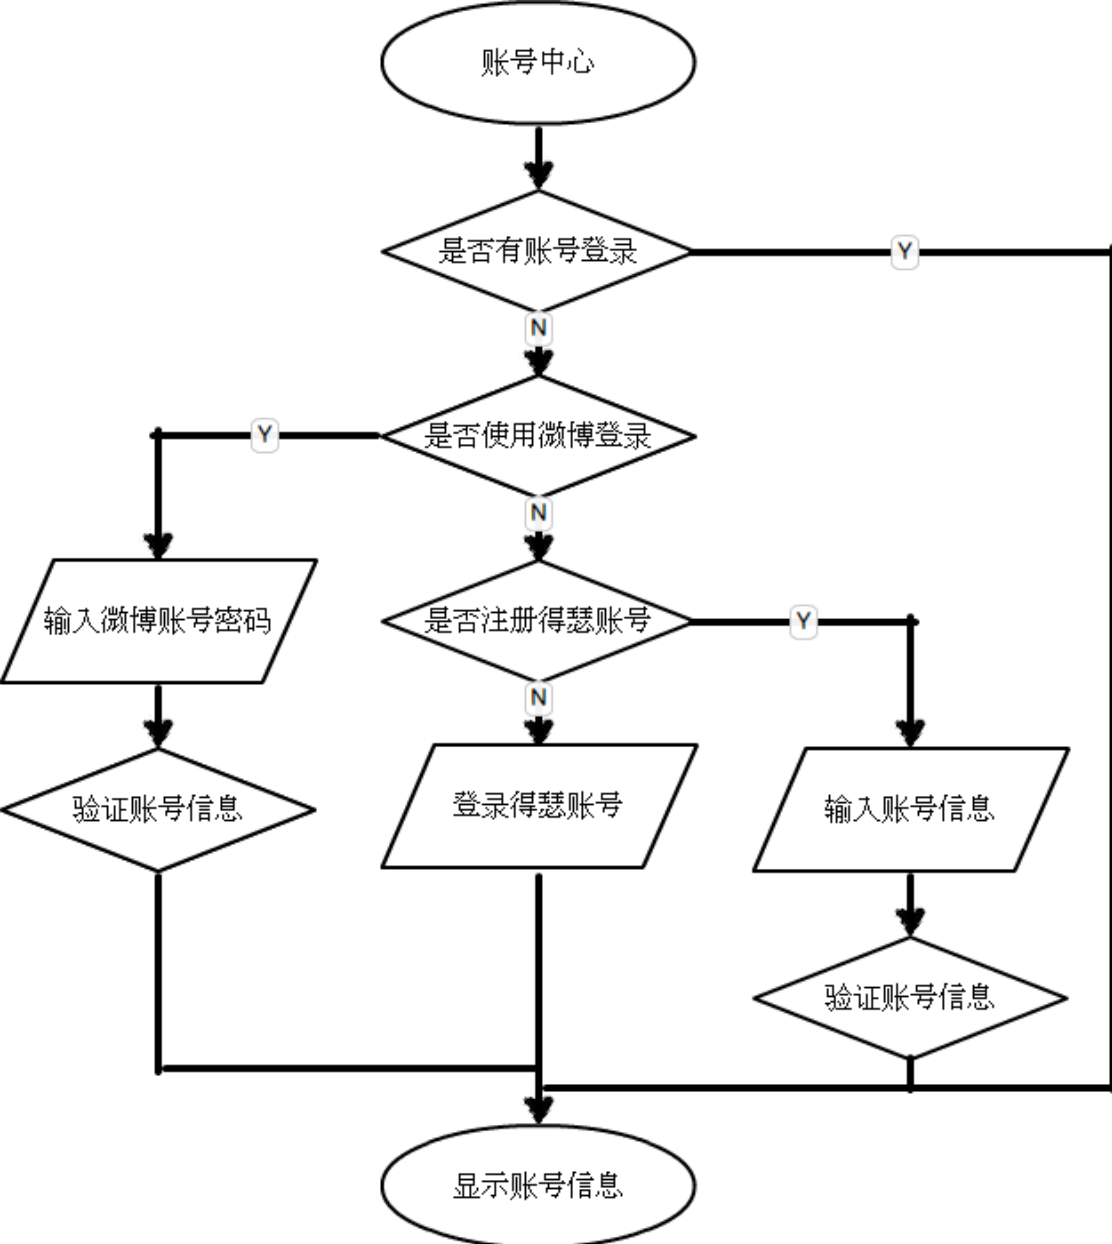 账号中心
是否有账号登录
Y
N
是否使用微博登录
Y
N
输入微博账号密码
是否注册得瑟账号
Y
N
验证账号信息
登录得瑟账号
输入账号信息
验证账号信息
显示账号信息